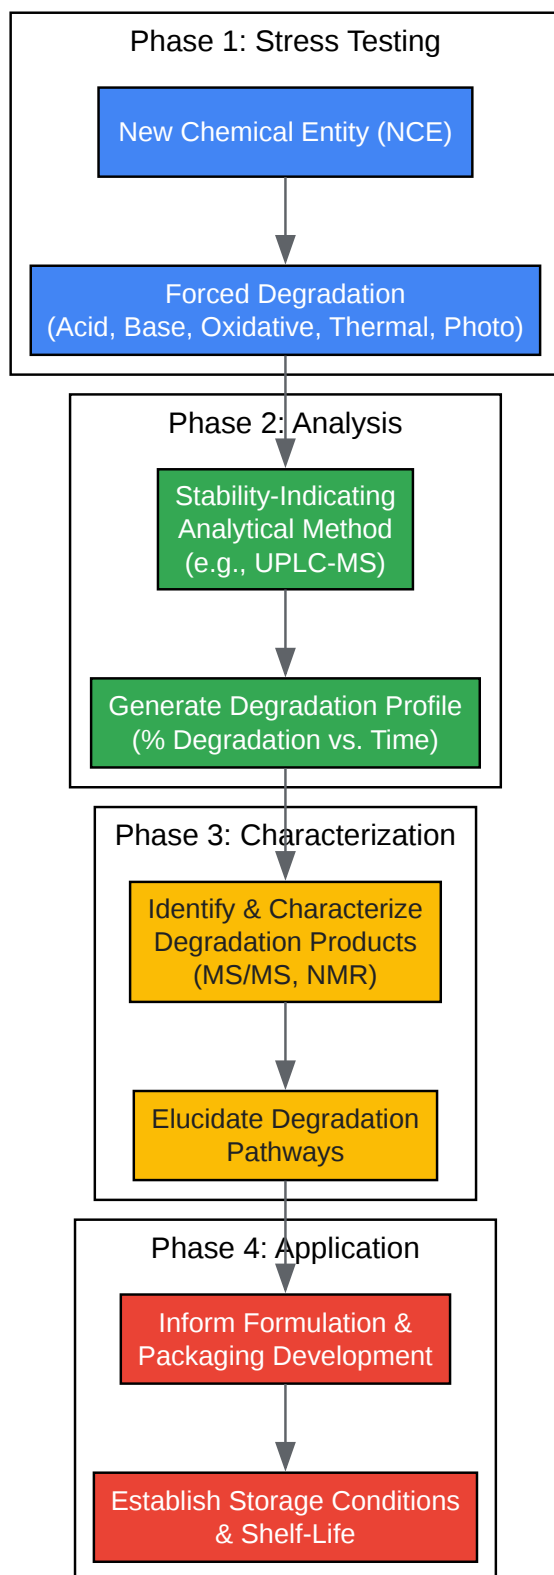 Phase 1: Stress Testing
New Chemical Entity (NCE)
Forced Degradation
(Acid, Base, Oxidative, Thermal, Photo)
Phase 2: Analysis
Stability-Indicating
Analytical Method
(e.g., UPLC-MS)
Generate Degradation Profile
(% Degradation vs. Time)
Phase 3: Characterization
Identify & Characterize
Degradation Products
(MS/MS, NMR)
Elucidate Degradation
Pathways
Phase 4: Application
Inform Formulation &
Packaging Development
Establish Storage Conditions
& Shelf-Life